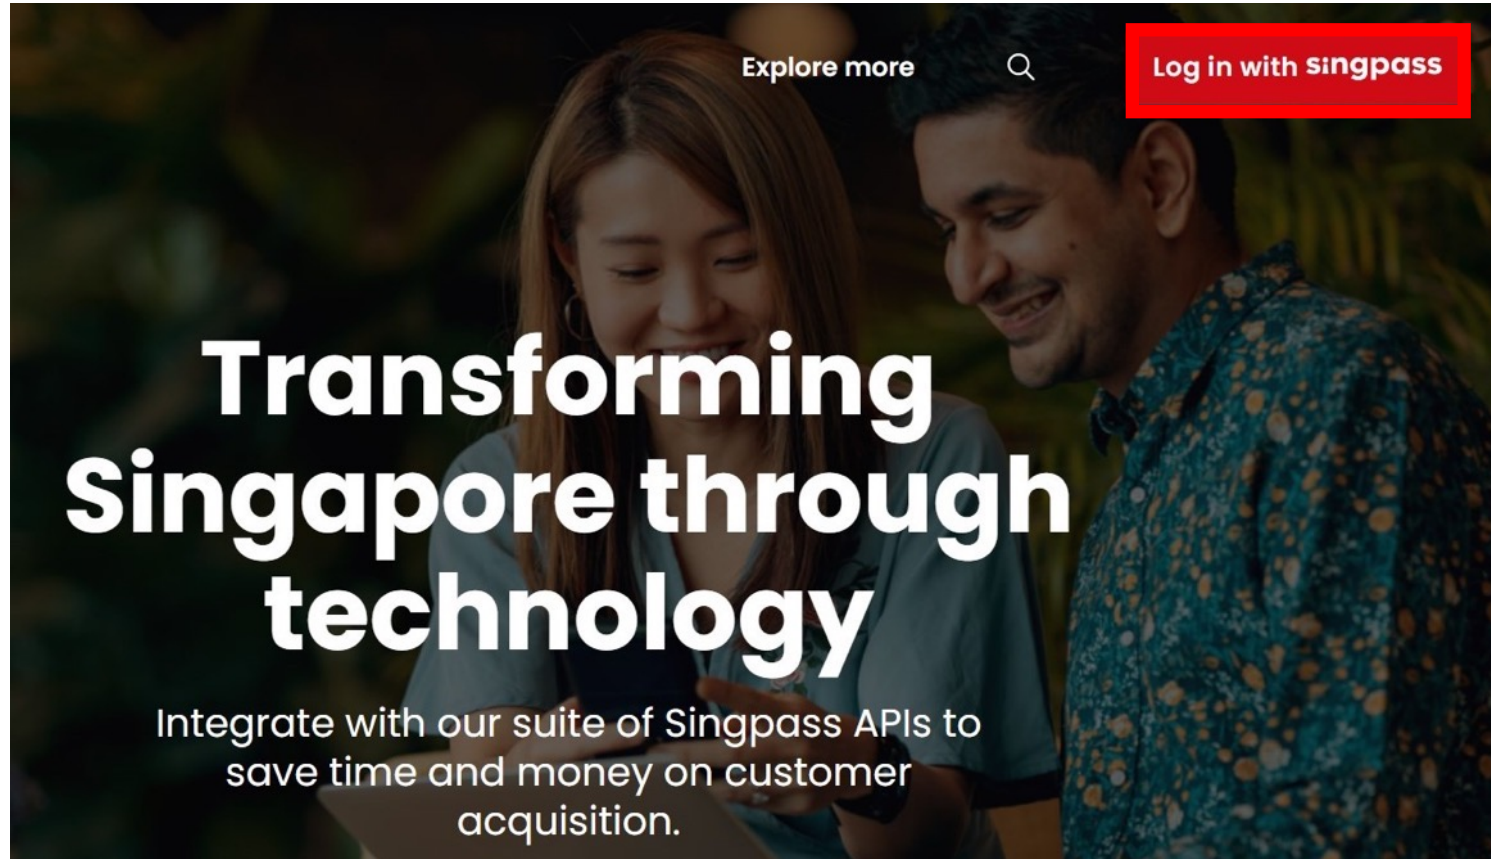 Explore more
Log in with singpass
Transforming
Singapore through
technology
Integrate with our suite of Singpass APIs to
save time and money on customer
acquisition.